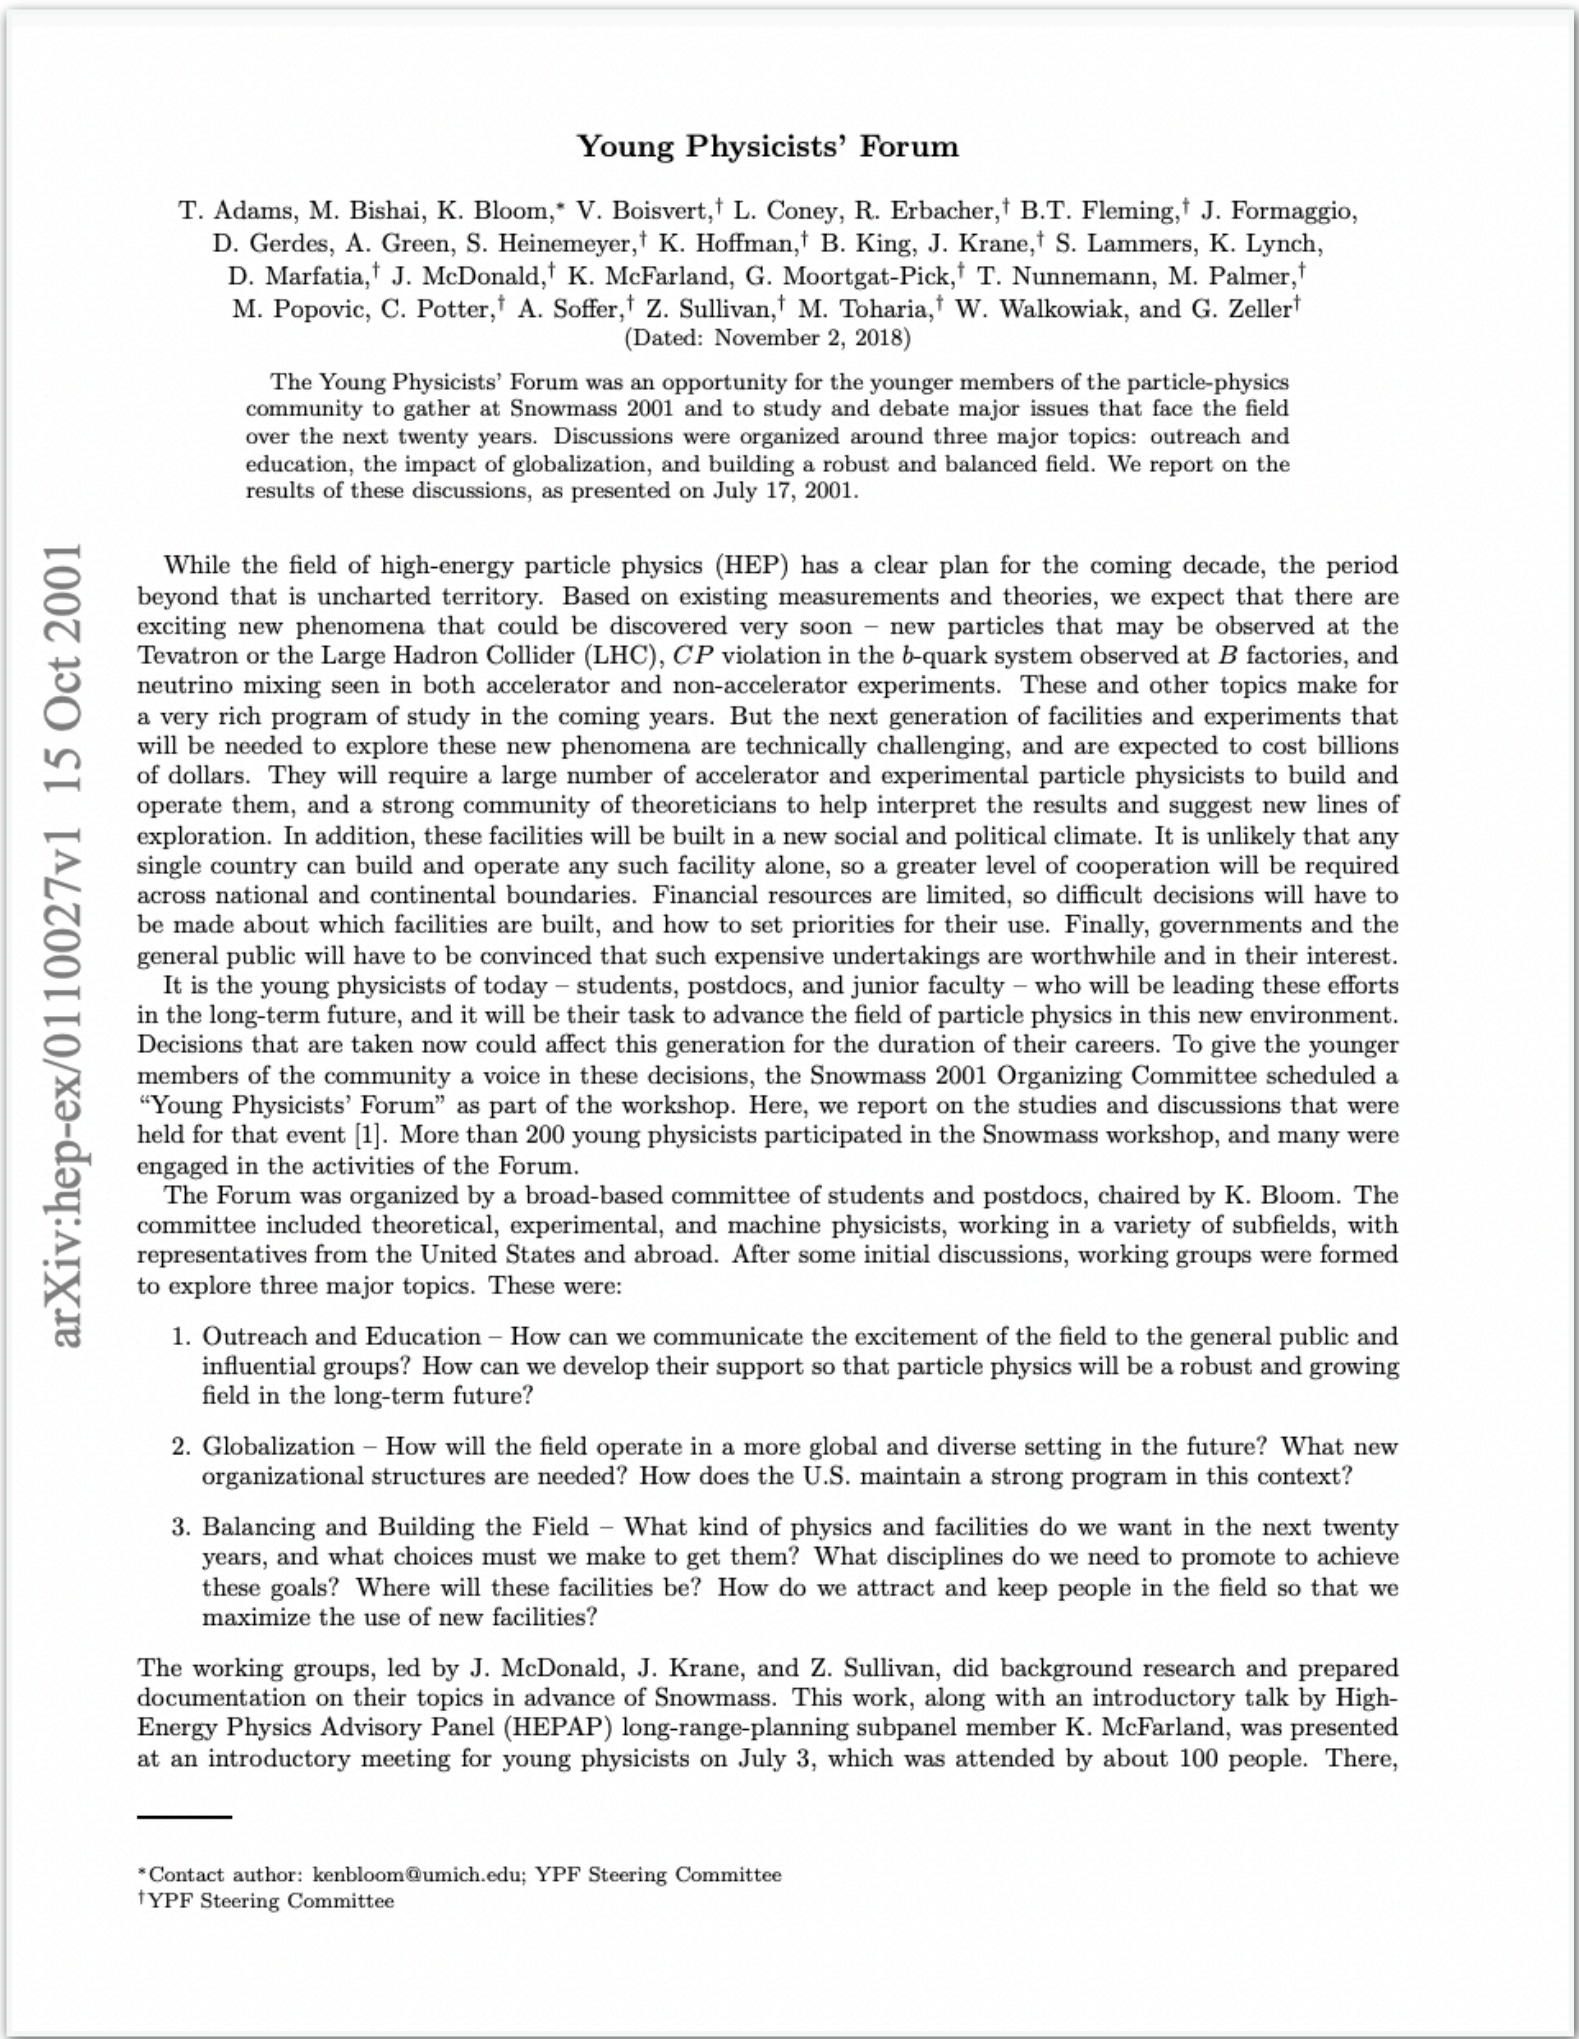 Young Physicists’ Forum
T. Adams, M. Bishai, K. Bloom,* V. Boisvert,† L. Coney, R. Erbacher,† B.T. Fleming,† J. Formaggio,
D. Gerdes, A. Green, S. Heinemeyer,† K. Hoffman,† B. King, J. Krane,† S. Lammers, K. Lynch,
D. Marfatia,† J. McDonald,† K. McFarland, G. Moortgat-Pick,† T. Nunnemann, M. Palmer,†
M. Popovic, C. Potter,† A. Soffer,† Z. Sullivan,† M. Toharia,† W. Walkowiak, and G. Zeller†
(Dated: November 2, 2018)
The Young Physicists’ Forum was an opportunity for the younger members of the particle-physics
community to gather at Snowmass 2001 and to study and debate major issues that face the field
over the next twenty years. Discussions were organized around three major topics: outreach and
education, the impact of globalization, and building a robust and balanced field. We report on the
results of these discussions, as presented on July 17, 2001.
arXiv:hep-ex/0110027v1 15 Oct 2001
While the field of high-energy particle physics (HEP) has a clear plan for the coming decade, the period
beyond that is uncharted territory. Based on existing measurements and theories, we expect that there are
exciting new phenomena that could be discovered very soon – new particles that may be observed at the
Tevatron or the Large Hadron Collider (LHC), CP violation in the b-quark system observed at B factories, and
neutrino mixing seen in both accelerator and non-accelerator experiments. These and other topics make for
a very rich program of study in the coming years. But the next generation of facilities and experiments that
will be needed to explore these new phenomena are technically challenging, and are expected to cost billions
of dollars. They will require a large number of accelerator and experimental particle physicists to build and
operate them, and a strong community of theoreticians to help interpret the results and suggest new lines of
exploration. In addition, these facilities will be built in a new social and political climate. It is unlikely that any
single country can build and operate any such facility alone, so a greater level of cooperation will be required
across national and continental boundaries. Financial resources are limited, so difficult decisions will have to
be made about which facilities are built, and how to set priorities for their use. Finally, governments and the
general public will have to be convinced that such expensive undertakings are worthwhile and in their interest.
It is the young physicists of today – students, postdocs, and junior faculty – who will be leading these efforts
in the long-term future, and it will be their task to advance the field of particle physics in this new environment.
Decisions that are taken now could affect this generation for the duration of their careers. To give the younger
members of the community a voice in these decisions, the Snowmass 2001 Organizing Committee scheduled a
“Young Physicists’ Forum” as part of the workshop. Here, we report on the studies and discussions that were
held for that event [1]. More than 200 young physicists participated in the Snowmass workshop, and many were
engaged in the activities of the Forum.
The Forum was organized by a broad-based committee of students and postdocs, chaired by K. Bloom. The
committee included theoretical, experimental, and machine physicists, working in a variety of subfields, with
representatives from the United States and abroad. After some initial discussions, working groups were formed
to explore three major topics. These were:
1. Outreach and Education – How can we communicate the excitement of the field to the general public and
influential groups? How can we develop their support so that particle physics will be a robust and growing
field in the long-term future?
2. Globalization – How will the field operate in a more global and diverse setting in the future? What new
organizational structures are needed? How does the U.S. maintain a strong program in this context?
3. Balancing and Building the Field – What kind of physics and facilities do we want in the next twenty
years, and what choices must we make to get them? What disciplines do we need to promote to achieve
these goals? Where will these facilities be? How do we attract and keep people in the field so that we
maximize the use of new facilities?
The working groups, led by J. McDonald, J. Krane, and Z. Sullivan, did background research and prepared
documentation on their topics in advance of Snowmass. This work, along with an introductory talk by High-
Energy Physics Advisory Panel (HEPAP) long-range-planning subpanel member K. McFarland, was presented
at an introductory meeting for young physicists on July 3, which was attended by about 100 people. There,
*Contact author: kenbloom@umich.edu; YPF Steering Committee
†YPF Steering Committee